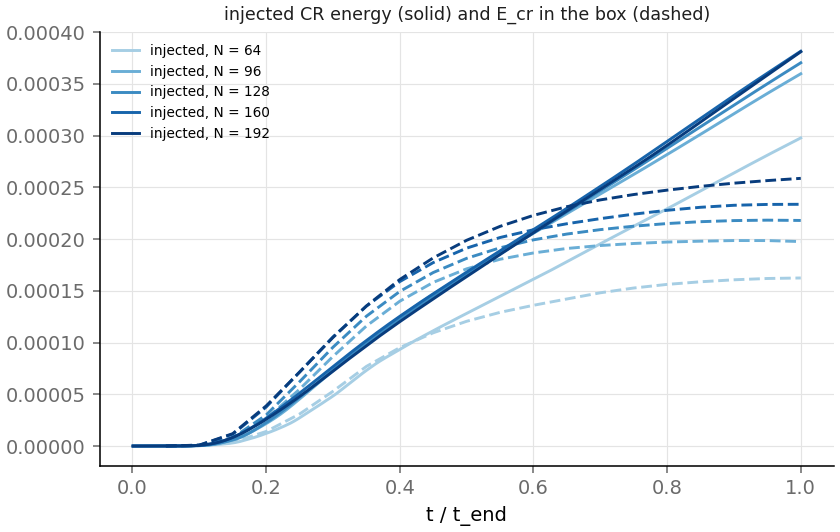 injected CR energy (solid) and E_cr in the box (dashed)
0.00040
0.00035
0.00030
0.00025
0.00020
0.00015
0.00010
0.00005
0.00000
injected, N = 64
injected, N = 96
injected, N = 128
injected, N = 160
injected, N = 192
0.0 0.2 0.4 0.6 0.8 1.0
t / t_end